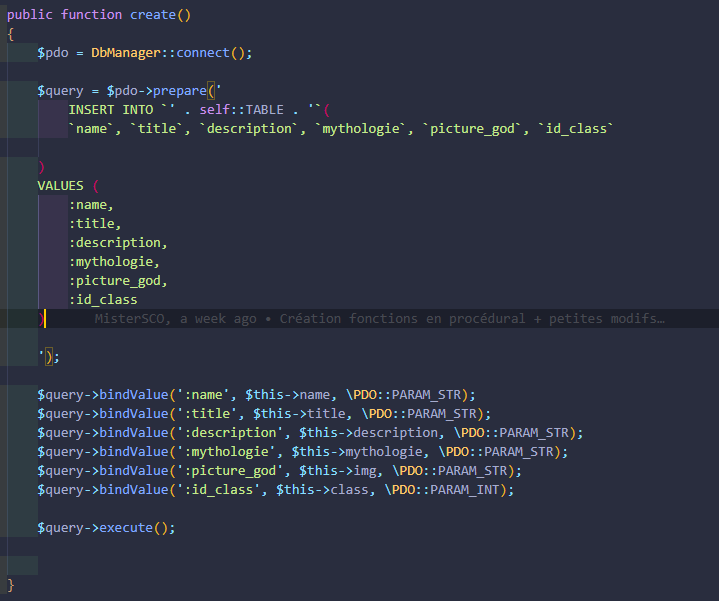 public function create()
{
$pdo = DbManager::connect();
$query = $pdo->prepare('
INSERT INTO `' . self::TABLE . '`(
`name`, `title`, `description`, `mythologie`, `picture_god`, `id_class`
)
VALUES (
:name,
:title,
:description,
:mythologie,
:picture_god,
:id_class
) MisterSCO, a week ago • Création fonctions en procédural + petites modifs…
');
$query->bindValue(':name', $this->name, \PDO::PARAM_STR);
$query->bindValue(':title', $this->title, \PDO::PARAM_STR);
$query->bindValue(':description', $this->description, \PDO::PARAM_STR);
$query->bindValue(':mythologie', $this->mythologie, \PDO::PARAM_STR);
$query->bindValue(':picture_god', $this->img, \PDO::PARAM_STR);
$query->bindValue(':id_class', $this->class, \PDO::PARAM_INT);
$query->execute();
}